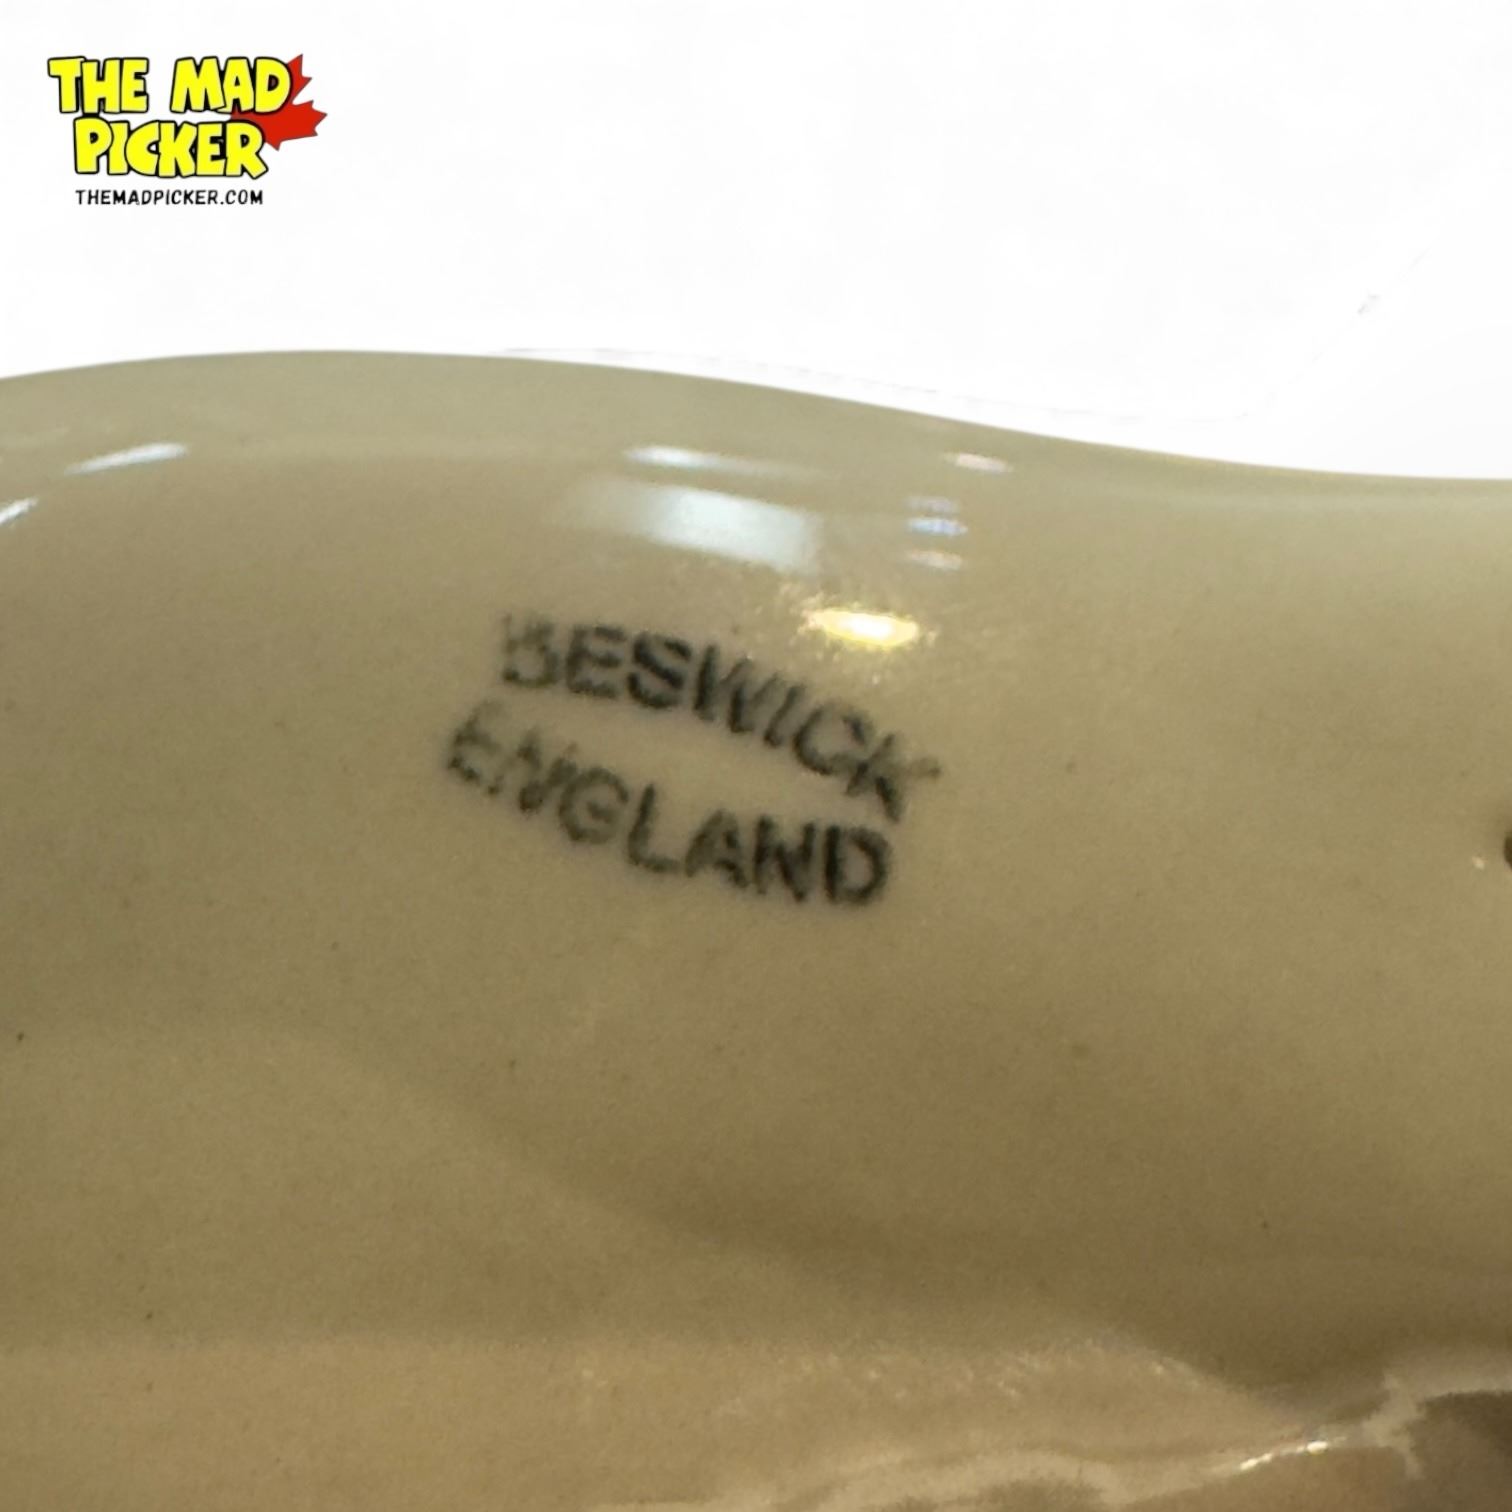 THE MAD
PICKER
THEMADPICKER.COM
BESWICK
ENGLAND